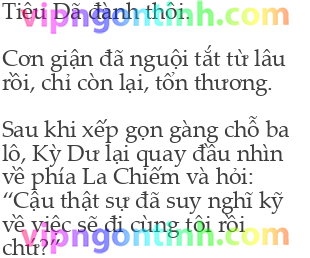 Tiêu Dã đành thôi.
vipngontinh.com
Cơn giận đã nguội tắt từ lâu
rồi, chỉ còn lại, tổn thương.
Sau khi xếp gọn gàng chỗ ba
lô, Kỳ Dư lại quay đầu nhìn
về phía La Chiếm và hỏi:
“Cậu thật sự đã suy nghĩ kỹ
về việc sẽ đi cùng tôi rồi
chứ?”
vipngontinh.com